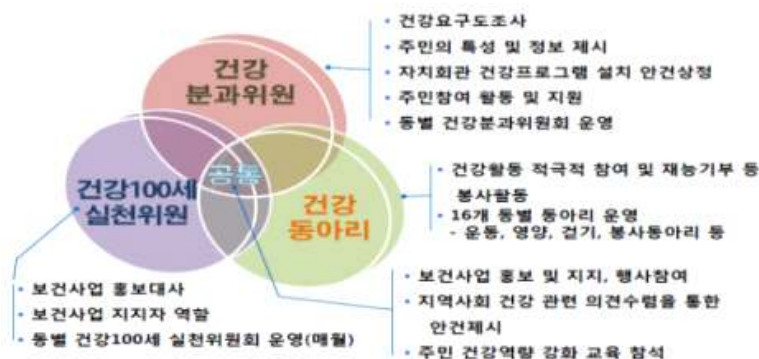 건강
분과위원
• 건강요구도조사
• 주민의 특성 및 정보 제시
• 자치회관 건강프로그램 설치 안건상정
• 주민참여 활동 및 지원
• 동별 건강분과위원회 운영
공통
건강100세
실천위원
건강
동아리
• 건강활동 적극적 참여 및 재능기부 등
봉사활동
• 16개 동별 동아리 운영
- 운동, 영양, 걷기, 봉사동아리 등
• 보건사업 홍보대사
• 보건사업 지지자 역할
• 동별 건강100세 실천위원회 운영(매월)
• 보건사업 홍보 및 지지, 행사참여
• 지역사회 건강 관련 의견수렴을 통한
안건제시
• 주민 건강역량 강화 교육 참석